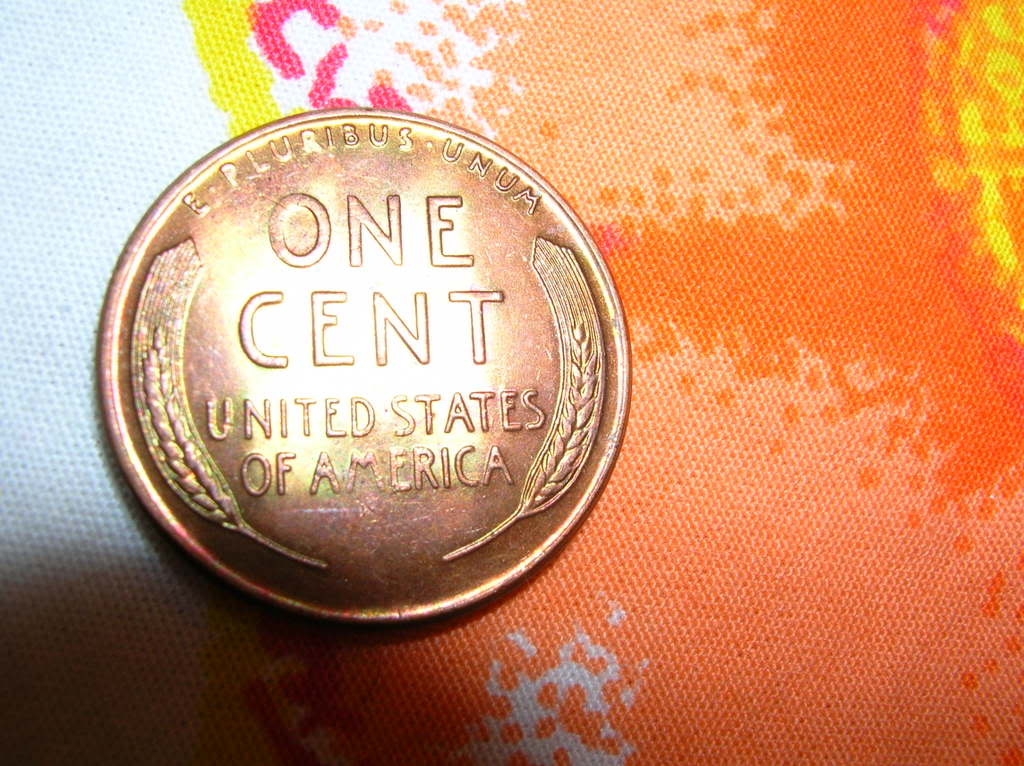 E·PLURIBUS·UNUM
ONE
CENT
UNITED·STATES
OF AMERICA